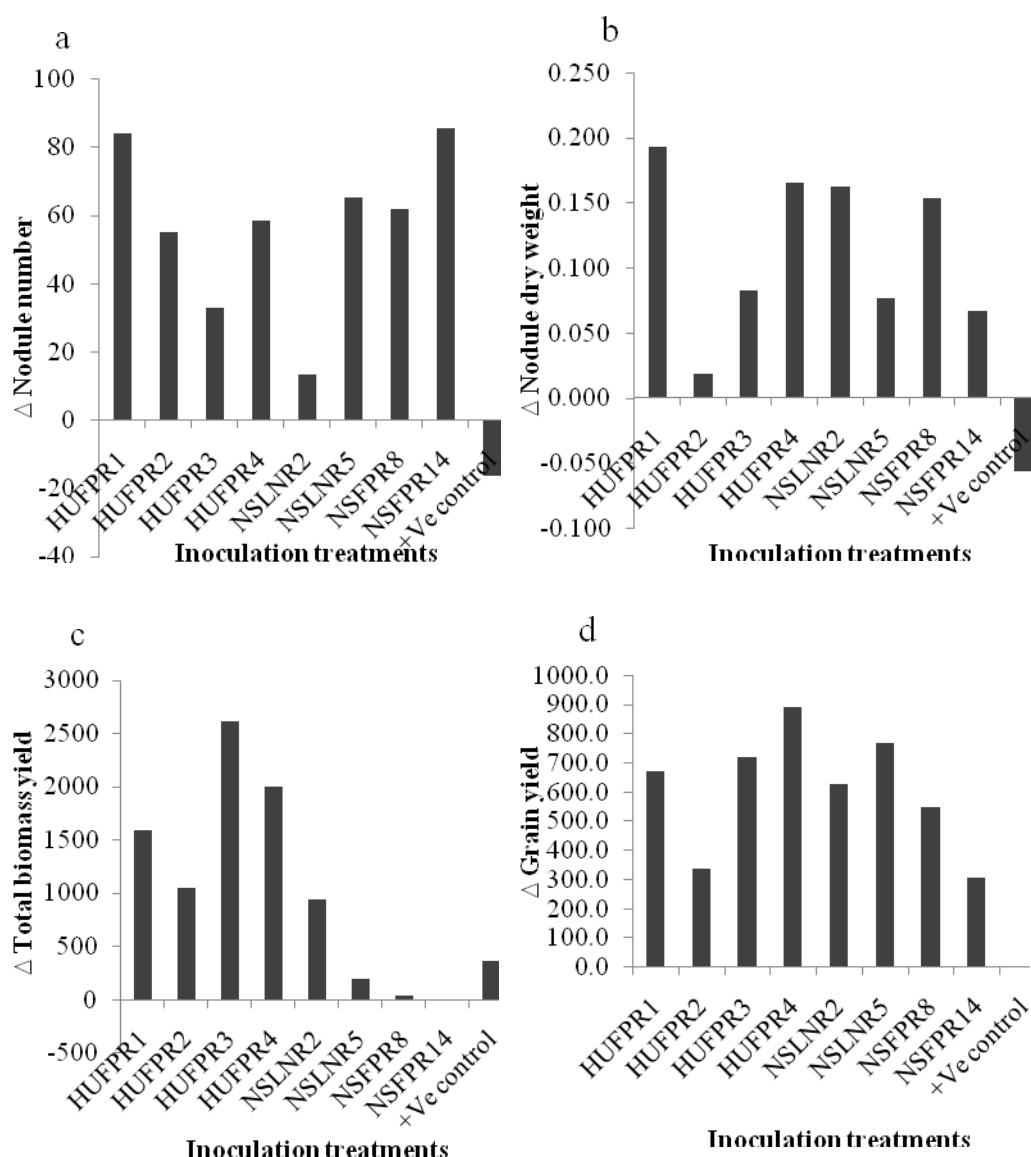 a
100
80
60
40
20
0
-20
-40
△ Nodule number
HUFPR1
HUFPR2
HUFPR3
HUFPR4
NSLNR2
NSLNR5
NSFPR8
NSFPR14
+Ve control
Inoculation treatments
b
0.250
0.200
0.150
0.100
0.050
0.000
-0.050
-0.100
△ Nodule dry weight
HUFPR1
HUFPR2
HUFPR3
HUFPR4
NSLNR2
NSLNR5
NSFPR8
NSFPR14
+Ve control
Inoculation treatments
c
3000
2500
2000
1500
1000
500
0
-500
△ Total biomass yield
HUFPR1
HUFPR2
HUFPR3
HUFPR4
NSLNR2
NSLNR5
NSFPR8
NSFPR14
+Ve control
Inoculation treatments
d
1000.0
900.0
800.0
700.0
600.0
500.0
400.0
300.0
200.0
100.0
0.0
△ Grain yield
HUFPR1
HUFPR2
HUFPR3
HUFPR4
NSLNR2
NSLNR5
NSFPR8
NSFPR14
+Ve control
Inoculation treatments